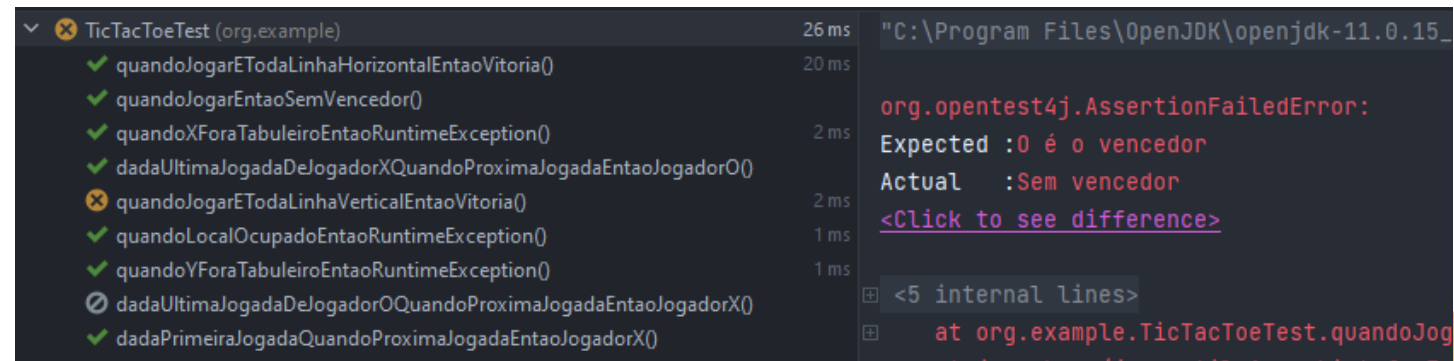 TicTacToeTest (org.example) 26 ms
quandoJogarETodaLinhaHorizontalEntaoVitoria() 20 ms
quandoJogarEntaoSemVencedor()
quandoXForaTabuleiroEntaoRuntimeException() 2 ms
dadaUltimaJogadaDeJogadorXQuandoProximaJogadaEntaoJogadorO()
quandoJogarETodaLinhaVerticalEntaoVitoria() 2 ms
quandoLocalOcupadoEntaoRuntimeException() 1 ms
quandoYForaTabuleiroEntaoRuntimeException() 1 ms
dadaUltimaJogadaDeJogadorOQuandoProximaJogadaEntaoJogadorX()
dadaPrimeiraJogadaQuandoProximaJogadaEntaoJogadorX()
"C:\Program Files\OpenJDK\openjdk-11.0.15_
org.opentest4j.AssertionFailedError:
Expected :O é o vencedor
Actual :Sem vencedor
<Click to see difference>
<5 internal lines>
at org.example.TicTacToeTest.quandoJog